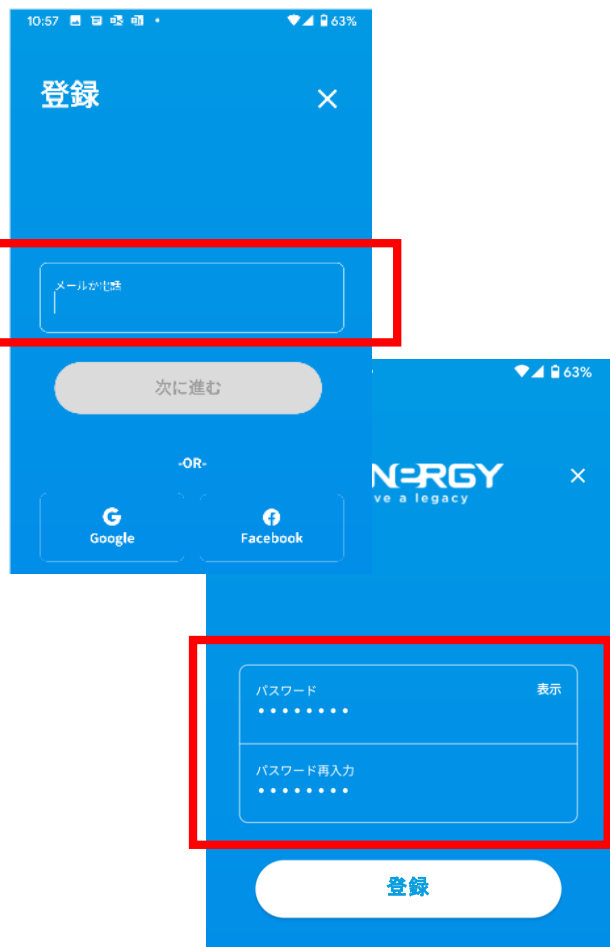 10:57
63%
登録
メールか電話
次に進む
-OR-
Google
Facebook
63%
NERGY
ve a legacy
パスワード
表示
パスワード再入力
登録